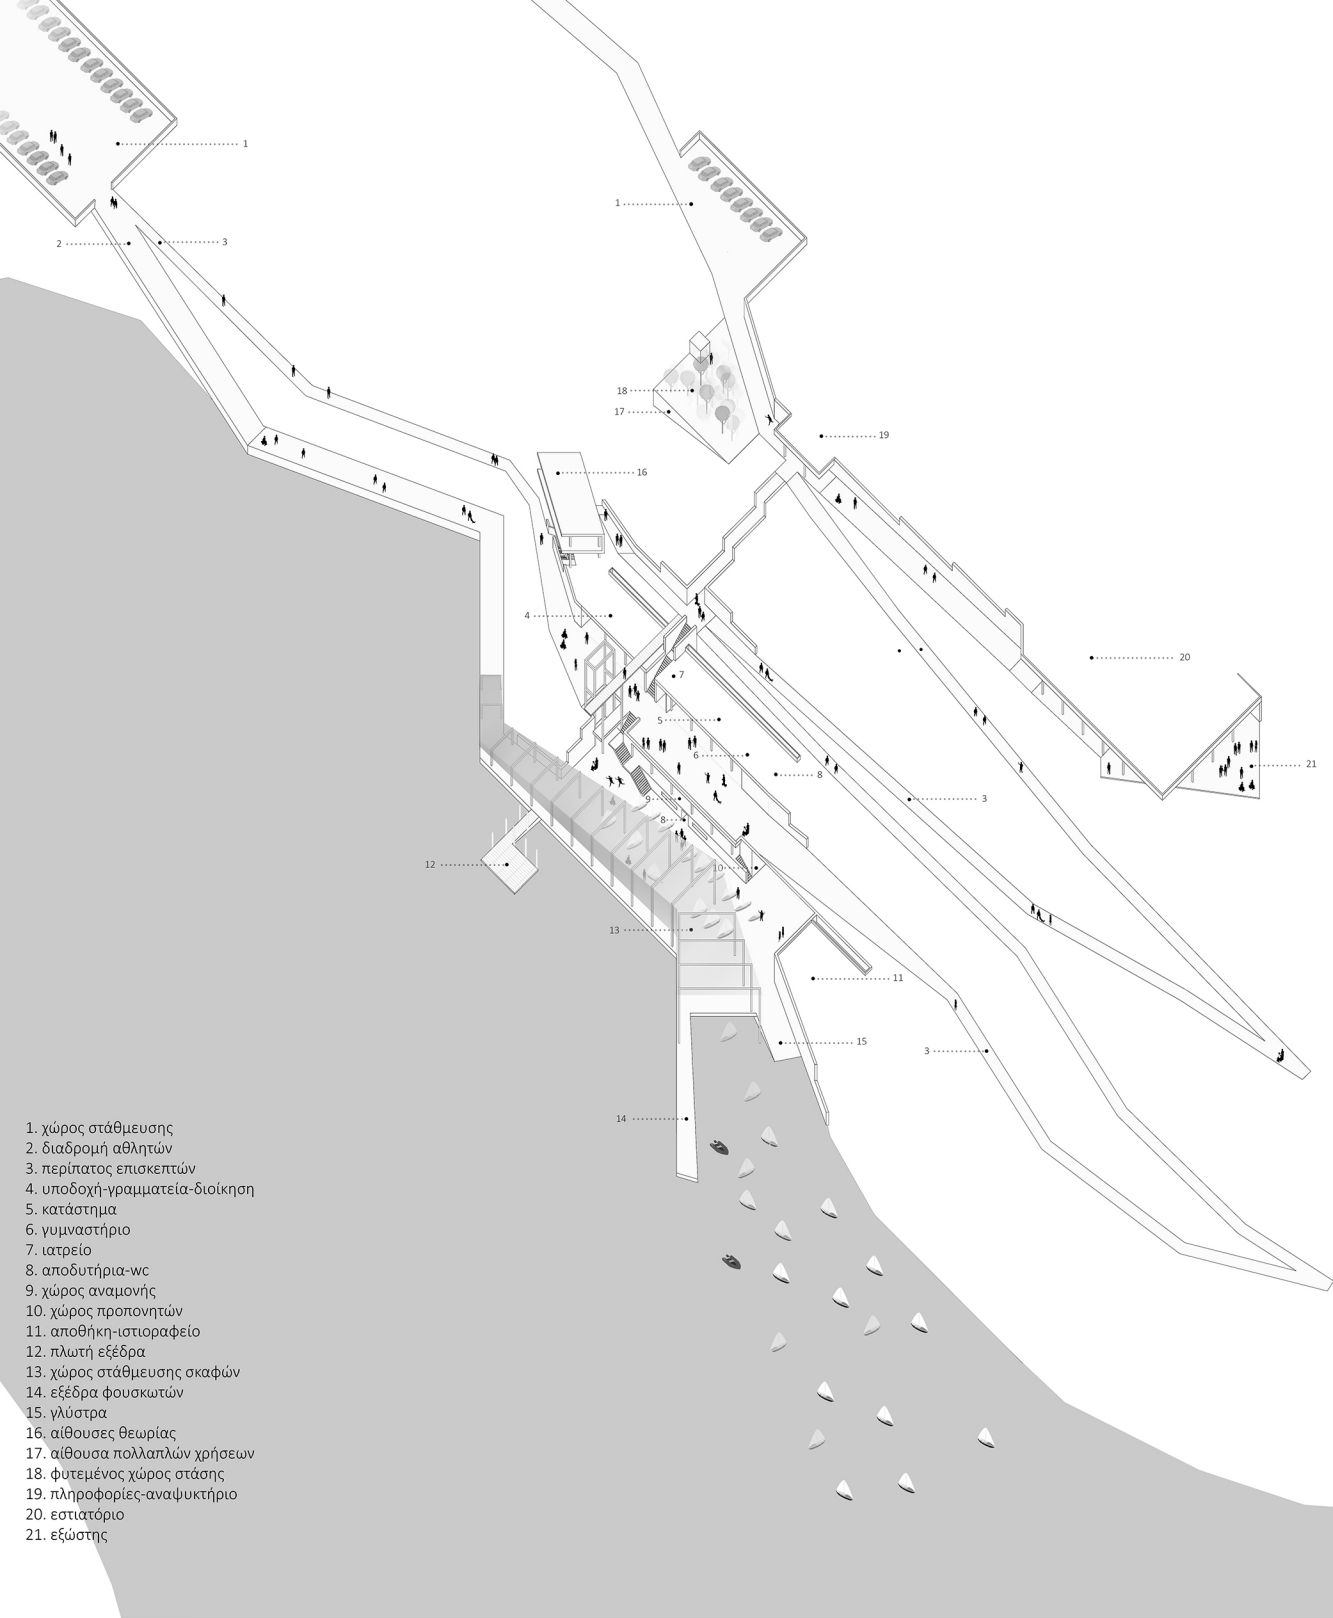 1
1
2
3
18
17
19
16
4
20
7
5
6
21
8
3
9
8
12
10
13
11
15
3
14
1. χώρος στάθμευσης
2. διαδρομή αθλητών
3. περίπατος επισκεπτών
4. υποδοχή-γραμματεία-διοίκηση
5. κατάστημα
6. γυμναστήριο
7. ιατρείο
8. αποδυτήρια-wc
9. χώρος αναμονής
10. χώρος προπονητών
11. αποθήκη-ιστιοραφείο
12. πλωτή εξέδρα
13. χώρος στάθμευσης σκαφών
14. εξέδρα φουσκωτών
15. γλύστρα
16. αίθουσες θεωρίας
17. αίθουσα πολλαπλών χρήσεων
18. φυτεμένος χώρος στάσης
19. πληροφορίες-αναψυκτήριο
20. εστιατόριο
21. εξώστης